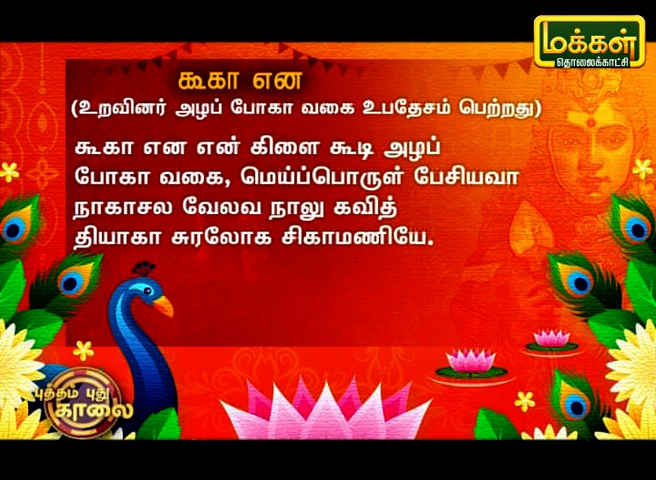 மக்கள்
தொலைக்காட்சி
கூகா என
(உறவினர் அழப் போகா வகை உபதேசம் பெற்றது)
கூகா என என் கிளை கூடி அழப்
போகா வகை, மெய்ப்பொருள் பேசியவா
நாகாசல வேலவ நாலு கவித்
தியாகா சுரலோக சிகாமணியே.
புத்தம் புது
காலை